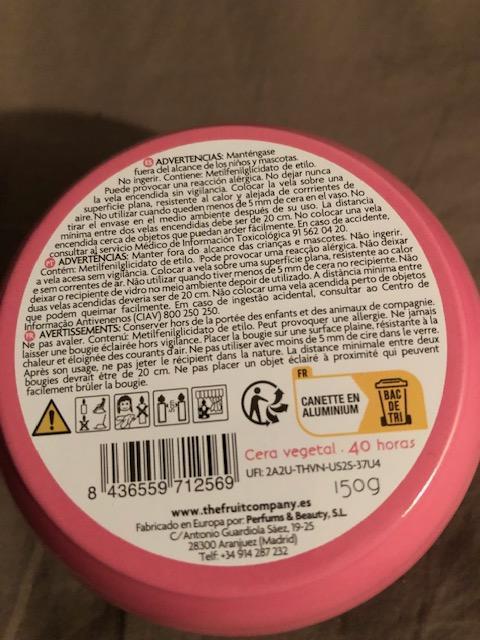 ES ADVERTENCIAS: Manténgase
fuera del alcance de los niños y mascotas.
No ingerir. Contiene: Metilfenilglicidato de etilo.
Puede provocar una reacción alérgica. No dejar nunca
la vela encendida sin vigilancia. Colocar la vela sobre una
superficie plana, resistente al calor y alejada de corrientes de
aire. No utilizar cuando queden menos de 5 mm de cera en el vaso. No
tirar el envase en el medio ambiente después de su uso. La distancia
mínima entre dos velas encendidas debe ser de 20 cm. No colocar una vela
encendida cerca de objetos que puedan arder fácilmente. En caso de accidente,
consultar al servicio Médico de Información Toxicológica 91 562 04 20.
PT ADVERTÊNCIAS: Manter fora do alcance das crianças e mascotes. Não ingerir.
Contém: Metilfenilglicidato de etilo. Pode provocar uma reacção alérgica. Não deixar
a vela acesa sem vigilância. Colocar a vela sobre uma superfície plana, resistente ao calor
e sem correntes de ar. Não utilizar quando tiver menos de 5 mm de cera no recipiente. Não
deixar o recipiente de vidro no meio ambiente depois de utilizado. A distância mínima entre
duas velas acendidas deveria ser de 20 cm. Não colocar uma vela acendida perto de objetos
que podem queimar facilmente. Em caso de ingestão acidental, consultar ao Centro de
Informação Antivenenos (CIAV) 800 250 250.
FR AVERTISSEMENTS: Conserver hors de la portée des enfants et des animaux de compagnie.
Ne pas avaler. Contenu: Metilfenilglicidato de etilo. Peut provoquer une allergie. Ne jamais
laisser une bougie éclairée hors vigilance. Placer la bougie sur une surface plaine, résistante à la
chaleur et éloignée des courants d'air. Ne pas utiliser avec moins de 5 mm de cire dans le verre.
Après son usage, ne pas jeter le récipient dans la nature. La distance minimale entre deux
bougies devrait être de 20 cm. Ne pas placer un objet éclairé à proximité qui peuvent
facilement brûler la bougie.
FR
CANETTE EN
ALUMINIUM
BAC
DE
TRI
Cera vegetal · 40 horas
UFI: 2A2U-THVN-US2S-37U4
150g
8 436559 712569
www.thefruitcompany.es
Fabricado en Europa por: Perfums & Beauty, S.L
C/ Antonio Guardiola Sáez, 19-25
28300 Aranjuez (Madrid)
Telf: +34 914 287 232